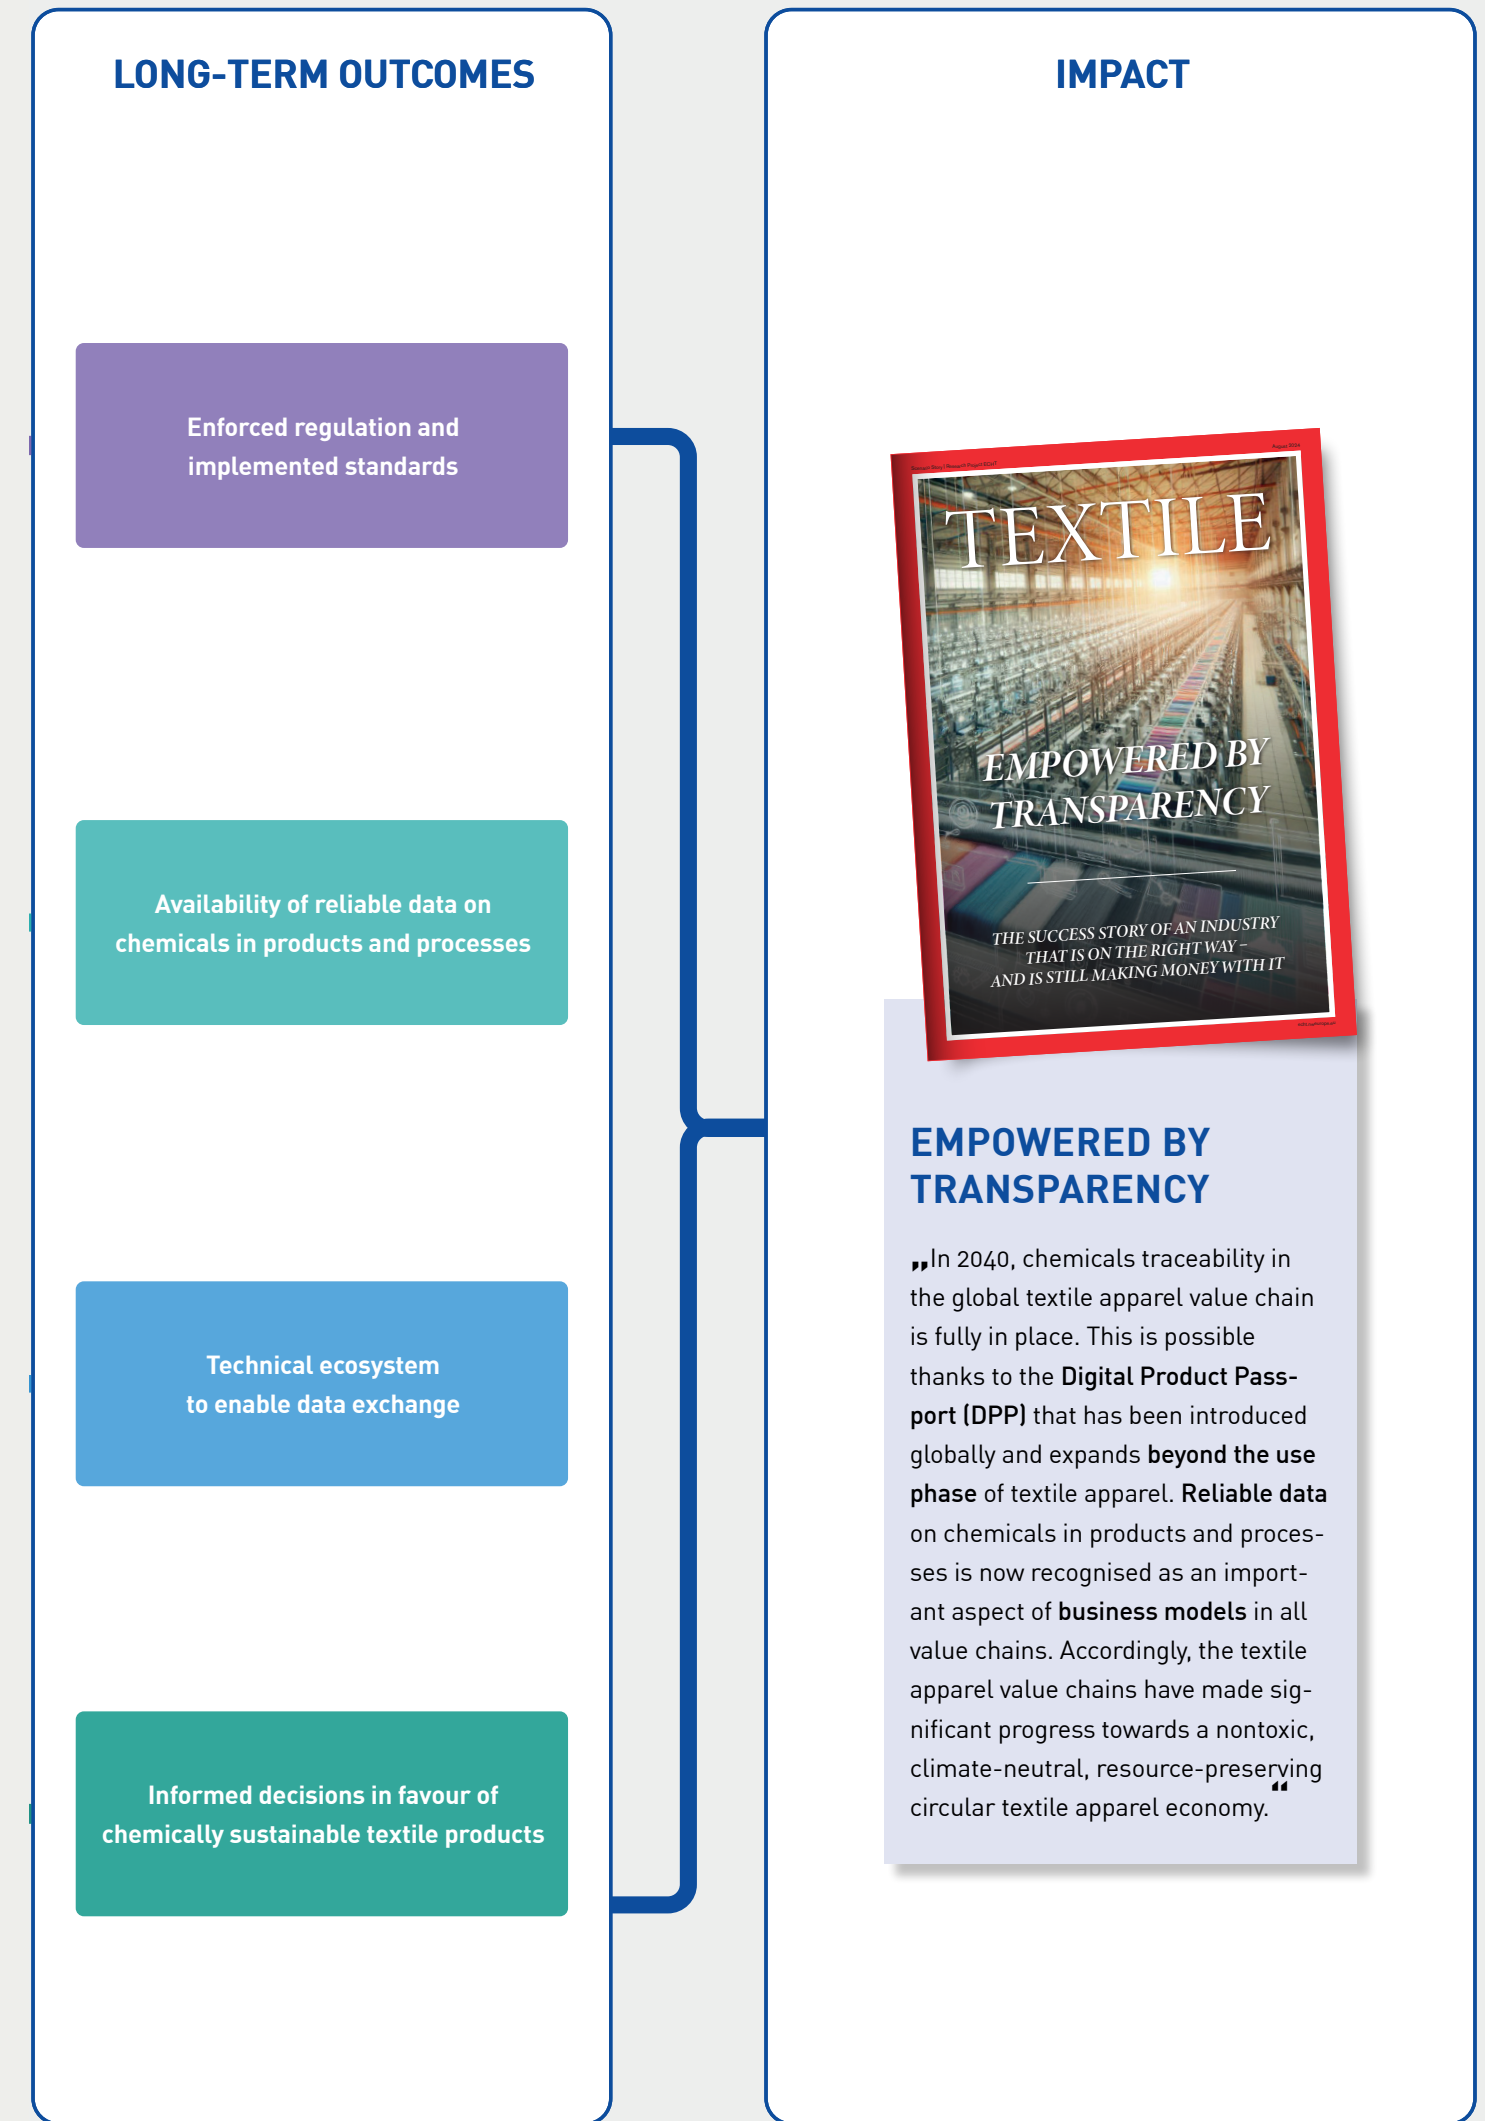 LONG-TERM OUTCOMES
Enforced regulation and
implemented standards
Availability of reliable data on
chemicals in products and processes
Technical ecosystem
to enable data exchange
Informed decisions in favour of
chemically sustainable textile products
IMPACT
TEXTILE
EMPOWERED BY
TRANSPARENCY
THE SUCCESS STORY OF AN INDUSTRY
THAT IS ON THE RIGHT WAY –
AND IS STILL MAKING MONEY WITH IT
EMPOWERED BY
TRANSPARENCY
„In 2040, chemicals traceability in
the global textile apparel value chain
is fully in place. This is possible
thanks to the Digital Product Pass-
port (DPP) that has been introduced
globally and expands beyond the use
phase of textile apparel. Reliable data
on chemicals in products and proces-
ses is now recognised as an import-
ant aspect of business models in all
value chains. Accordingly, the textile
apparel value chains have made sig-
nificant progress towards a nontoxic,
climate-neutral, resource-preserving
circular textile apparel economy.“